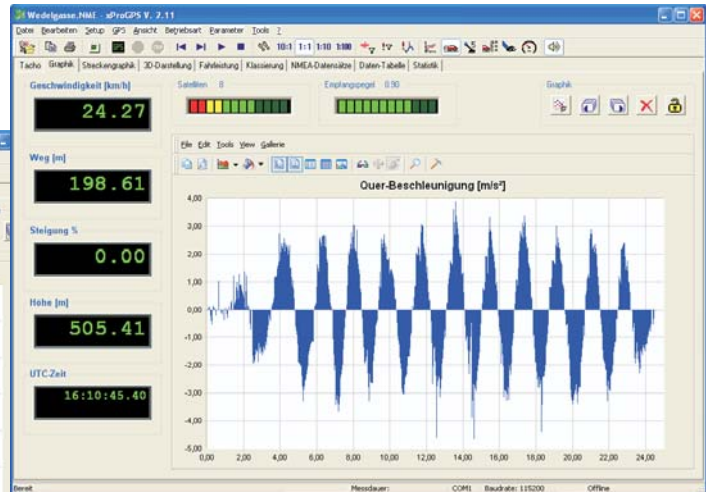 Wedelgasse.NME - xProGPS V. 2.11
Datei Bearbeiten Setup GPS Ansicht Betriebsart Parameter Tools ?
10:1 1:1 1:10 1:100
Tacho Graphik Streckengraphik 3D-Darstellung Fahrleistung Klassierung NMEA-Datensätze Daten-Tabelle Statistik
Geschwindigkeit [km/h]
24.27
Satelliten 8
Empfangspegel 0.90
Graphik
Weg [m]
198.61
Steigung %
0.00
Höhe [m]
505.41
UTC-Zeit
16:10:45.40
File Edit Tools View Gallerie
Quer-Beschleunigung [m/s²]
4,00
3,00
2,00
1,00
0,00
-1,00
-2,00
-3,00
-4,00
-5,00
0,00 2,00 4,00 6,00 8,00 10,00 12,00 14,00 16,00 18,00 20,00 22,00 24,00
Bereit Messdauer: COM1 Baudrate: 115200 Offline